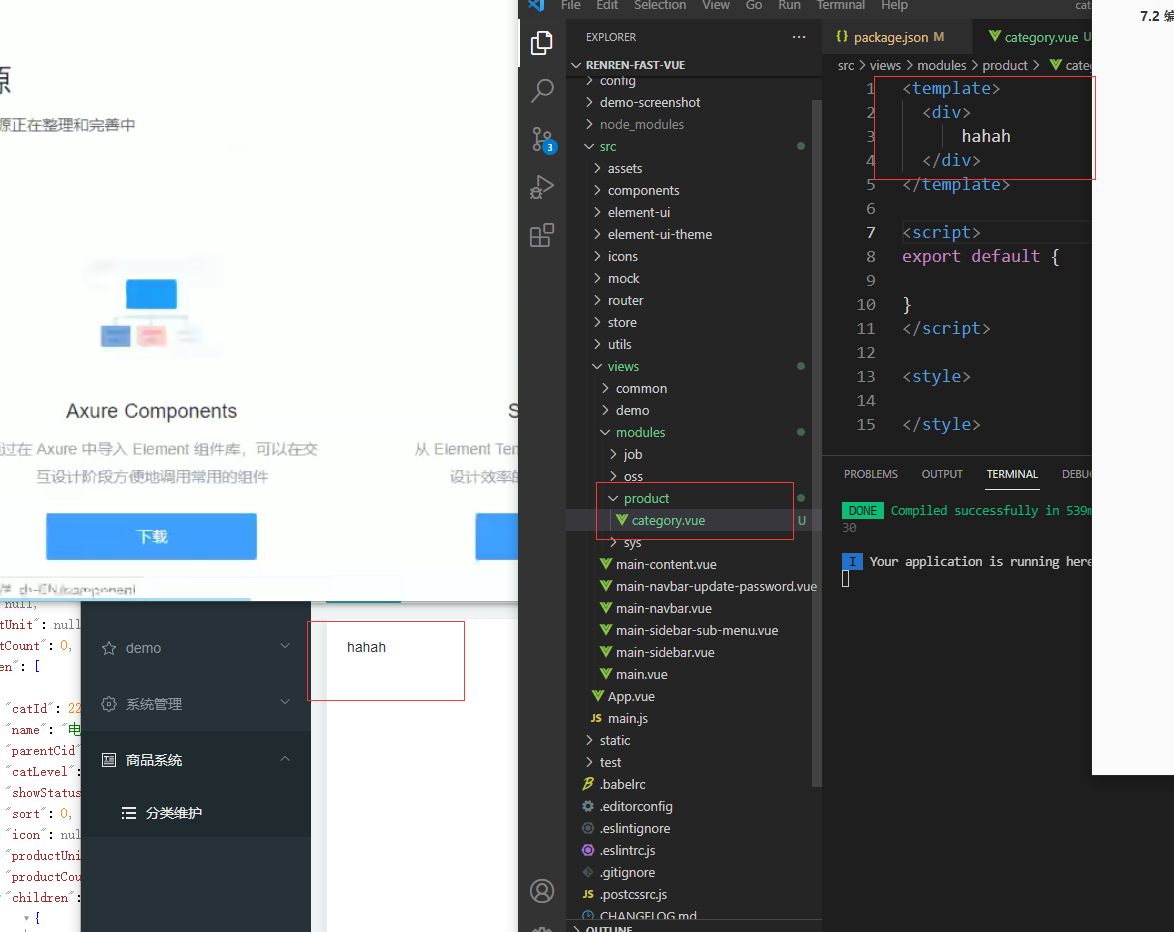 源
源正在整理和完善中
Axure Components
过在 Axure 中导入 Element 组件库，可以在交
互设计阶段方便地调用常用的组件
下载
从 Element Tem
设计效率的
zh-CN/component
null,
tUnit": null
tCount": 0,
en": [
"catId": 22
"name": "电
"parentCid"
"catLevel":
"showStatus
"sort": 0,
"icon": nul
"productUni
"productCou
"children":
{
demo
系统管理
商品系统
分类维护
hahah
File Edit Selection View Go Run Terminal Help
cat
EXPLORER
RENREN-FAST-VUE
config
demo-screenshot
node_modules
src
assets
components
element-ui
element-ui-theme
icons
mock
router
store
utils
views
common
demo
modules
job
oss
product
category.vue U
sys
main-content.vue
main-navbar-update-password.vue
main-navbar.vue
main-sidebar-sub-menu.vue
main-sidebar.vue
main.vue
App.vue
JS main.js
static
test
.babelrc
.editorconfig
.eslintignore
.eslintrc.js
.gitignore
JS .postcssrc.js
CHANGELOG.md
OUTLINE
3
{} package.json M
category.vue U
src > views > modules > product > categ
1 <template>
2 <div>
3 hahah
4 </div>
5 </template>
6
7 <script>
8 export default {
9
10 }
11 </script>
12
13 <style>
14
15 </style>
PROBLEMS OUTPUT TERMINAL DEBU
DONE Compiled successfully in 539m
30
I Your application is running here
7.2 编